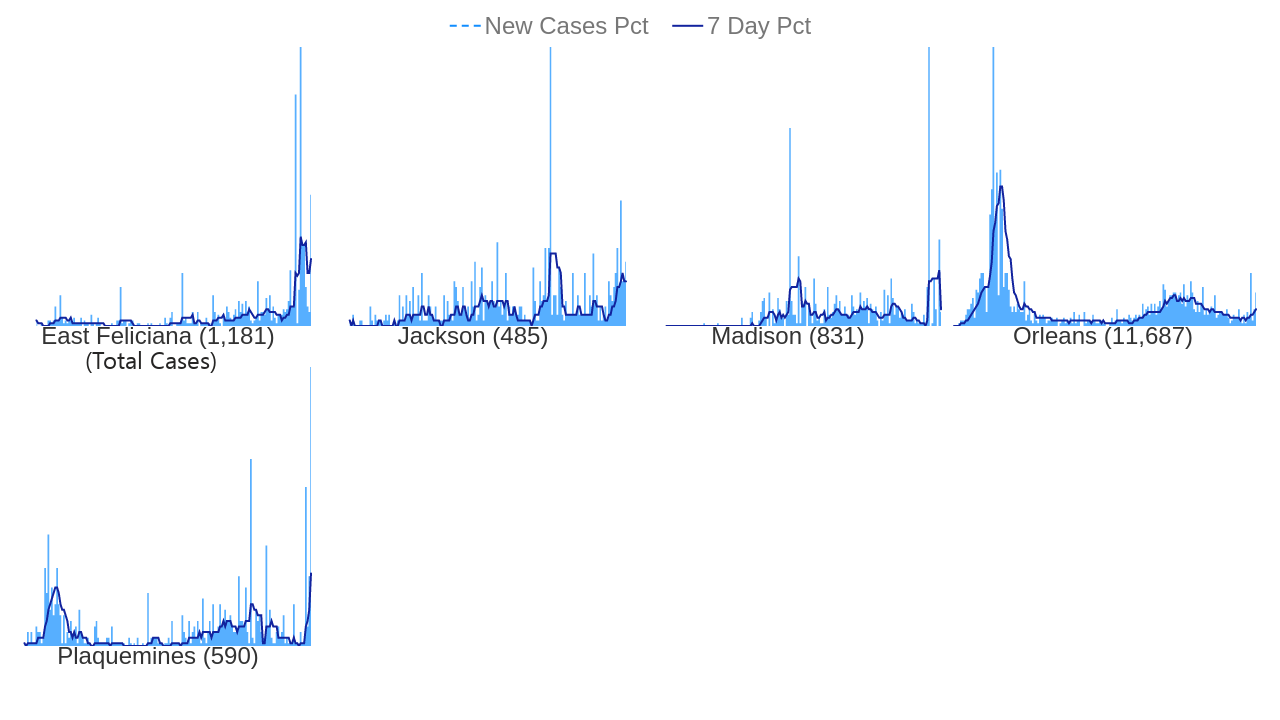 New Cases Pct 7 Day Pct
East Feliciana (1,181)
(Total Cases)
Jackson (485)
Madison (831)
Orleans (11,687)
Plaquemines (590)